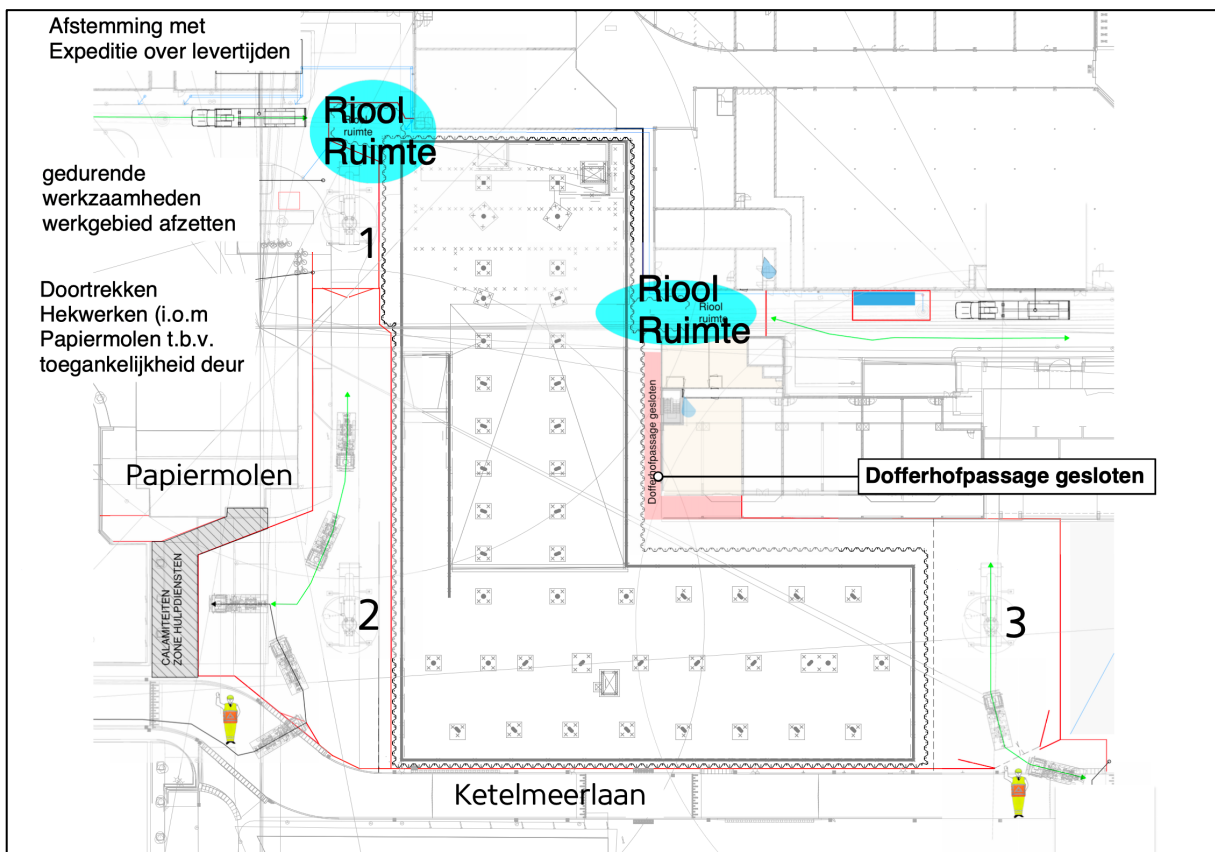 Afstemming met
Expeditie over levertijden
Riool
Ruimte
Riool
ruimte
gedurende
werkzaamheden
werkgebied afzetten
1
Doortrekken
Hekwerken (i.o.m
Papiermolen t.b.v.
toegankelijkheid deur
Riool
Ruimte
Riool
ruimte
Dofferhofpassage gesloten
Dofferhofpassage gesloten
Papiermolen
CALAMITEITEN
ZONE HULPDIENSTEN
2
3
Ketelmeerlaan